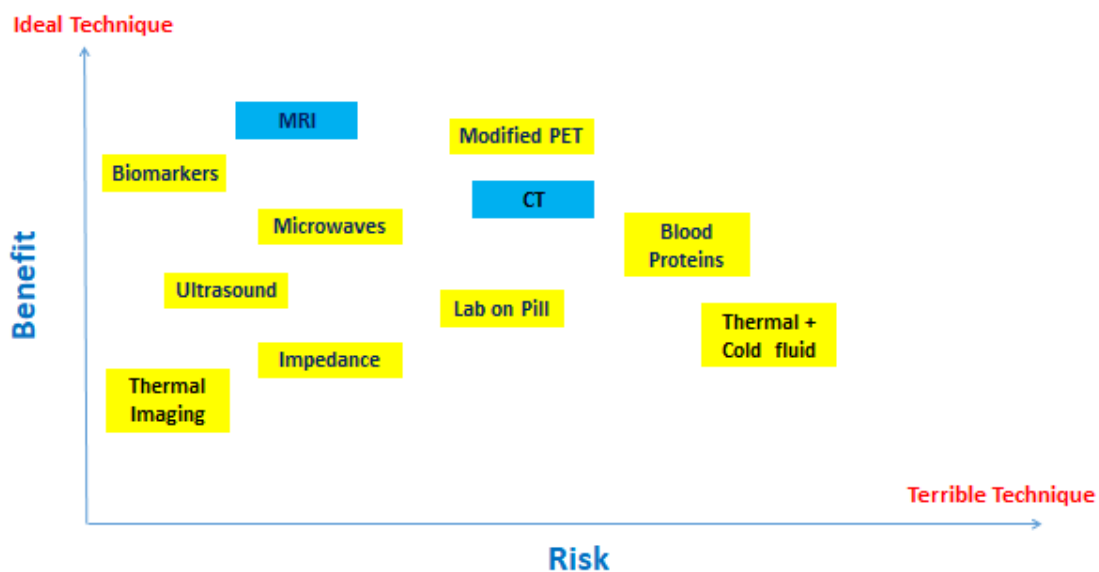 Ideal Technique
MRI
Modified PET
Biomarkers
CT
Microwaves
Blood
Proteins
Ultrasound
Lab on Pill
Thermal +
Cold fluid
Impedance
Thermal
Imaging
Benefit
Terrible Technique
Risk